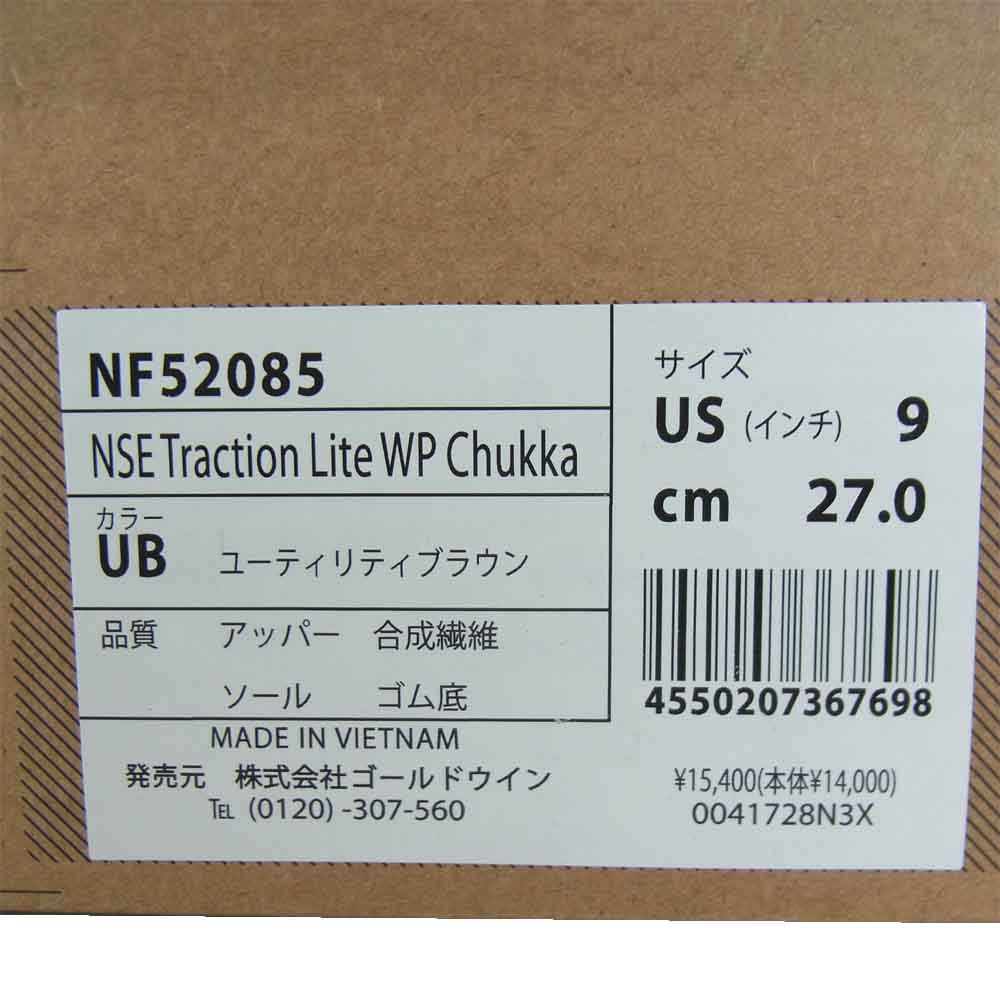 NF52085
NSE Traction Lite WP Chukka
カラー
UB ユーティリティブラウン
品質 アッパー 合成繊維
ソール ゴム底
MADE IN VIETNAM
発売元 株式会社ゴールドウイン
TEL (0120) -307-560
サイズ
US (インチ) 9
cm 27.0
4550207367698
¥15,400(本体¥14,000)
0041728N3X